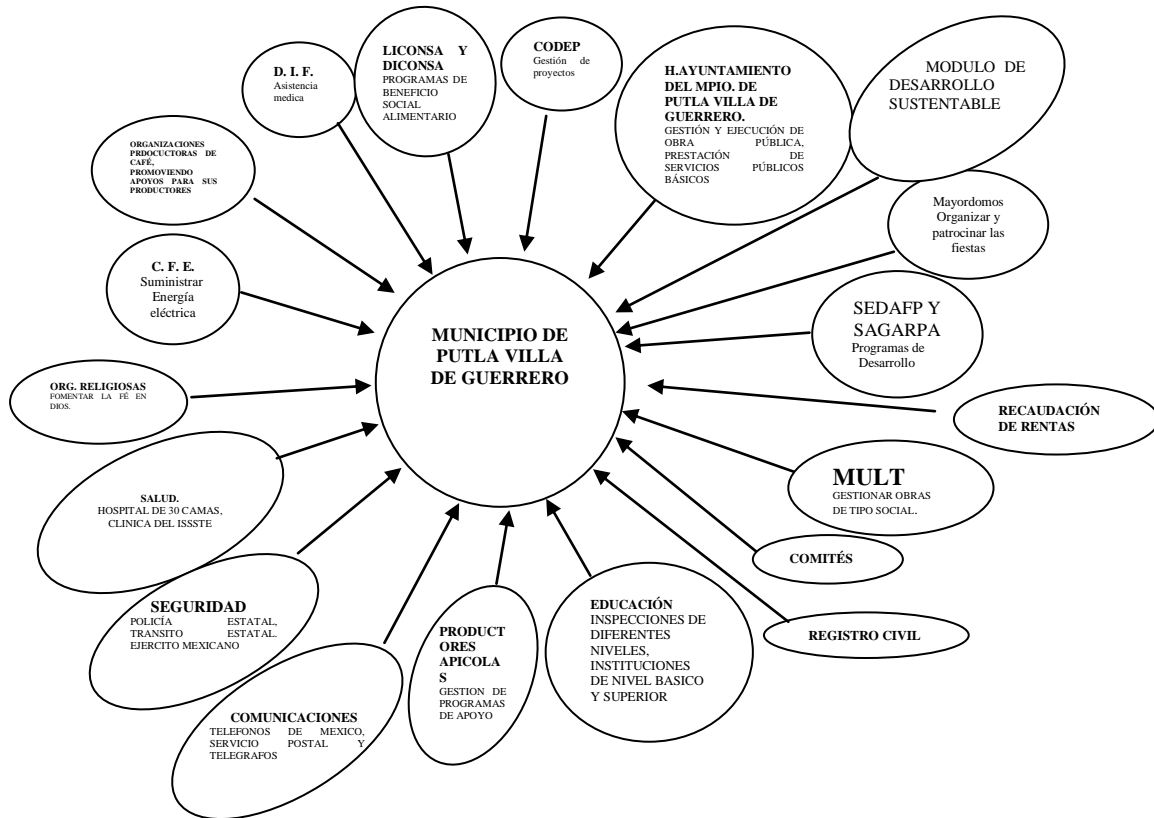 D. I. F.
Asistencia
medica
LICONSA Y
DICONSA
PROGRAMAS DE
BENEFICIO
SOCIAL
ALIMENTARIO
CODEP
Gestión de
proyectos
H.AYUNTAMIENTO
DEL MPIO. DE
PUTLA VILLA DE
GUERRERO.
GESTIÓN Y EJECUCIÓN DE
OBRA PÚBLICA,
PRESTACIÓN DE
SERVICIOS PÚBLICOS
BÁSICOS
MODULO DE
DESARROLLO
SUSTENTABLE
ORGANIZACIONES
PRDOCUCTORAS DE
CAFÉ,
PROMOVIENDO
APOYOS PARA SUS
PRODUCTORES
Mayordomos
Organizar y
patrocinar las
fiestas
C. F. E.
Suministrar
Energía
eléctrica
MUNICIPIO DE
PUTLA VILLA
DE GUERRERO
SEDAFP Y
SAGARPA
Programas de
Desarrollo
ORG. RELIGIOSAS
FOMENTAR LA FÉ EN
DIOS.
RECAUDACIÓN
DE RENTAS
SALUD.
HOSPITAL DE 30 CAMAS,
CLINICA DEL ISSSTE
MULT
GESTIONAR OBRAS
DE TIPO SOCIAL.
COMITÉS
SEGURIDAD
POLICÍA ESTATAL,
TRANSITO ESTATAL.
EJERCITO MEXICANO
PRODUCT
ORES
APICOLA
S
GESTION DE
PROGRAMAS
DE APOYO
EDUCACIÓN
INSPECCIONES DE
DIFERENTES
NIVELES,
INSTITUCIONES
DE NIVEL BASICO
Y SUPERIOR
REGISTRO CIVIL
COMUNICACIONES
TELEFONOS DE MEXICO,
SERVICIO POSTAL Y
TELEGRAFOS